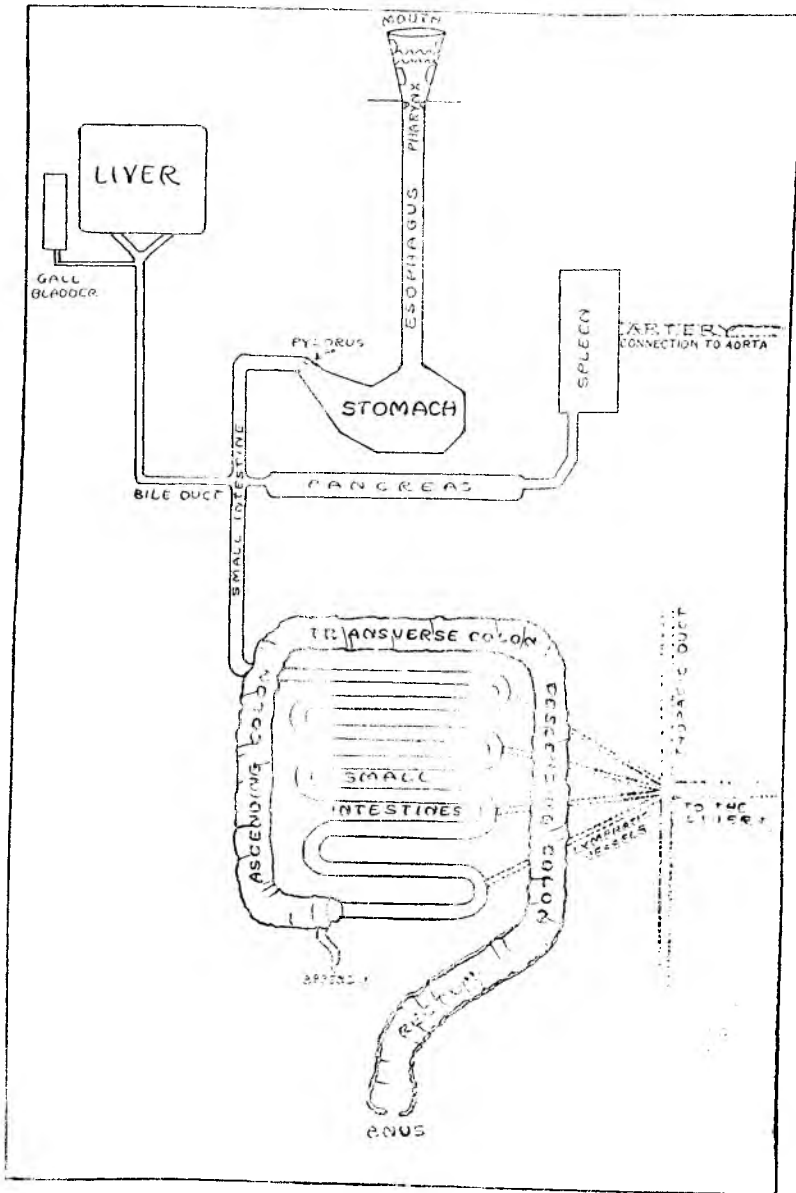 MOUTH
PHARYNX
ESOPHAGUS
LIVER
GALL
BLADDER
PYLORUS
STOMACH
SPLEEN
ARTERY
CONNECTION TO AORTA
SMALL INTESTINE
BILE DUCT
PANCREAS
TRANSVERSE COLON
ASCENDING COLON
DESCENDING COLON
SMALL
INTESTINES
THORACIC DUCT
TO THE
LYMPHATIC
VESSELS
RECTUM
ANUS